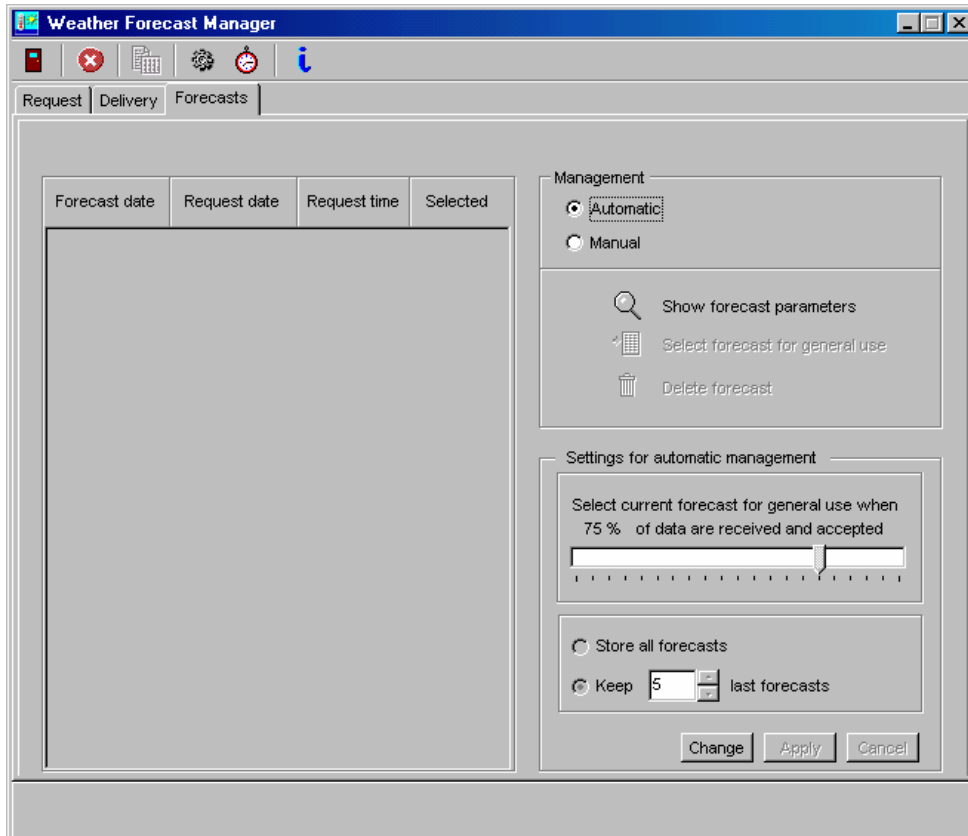 Weather Forecast Manager
Request Delivery Forecasts
Forecast date Request date Request time Selected
Management
Automatic
Manual
Show forecast parameters
Select forecast for general use
Delete forecast
Settings for automatic management
Select current forecast for general use when
75 % of data are received and accepted
Store all forecasts
Keep 5 last forecasts
Change Apply Cancel